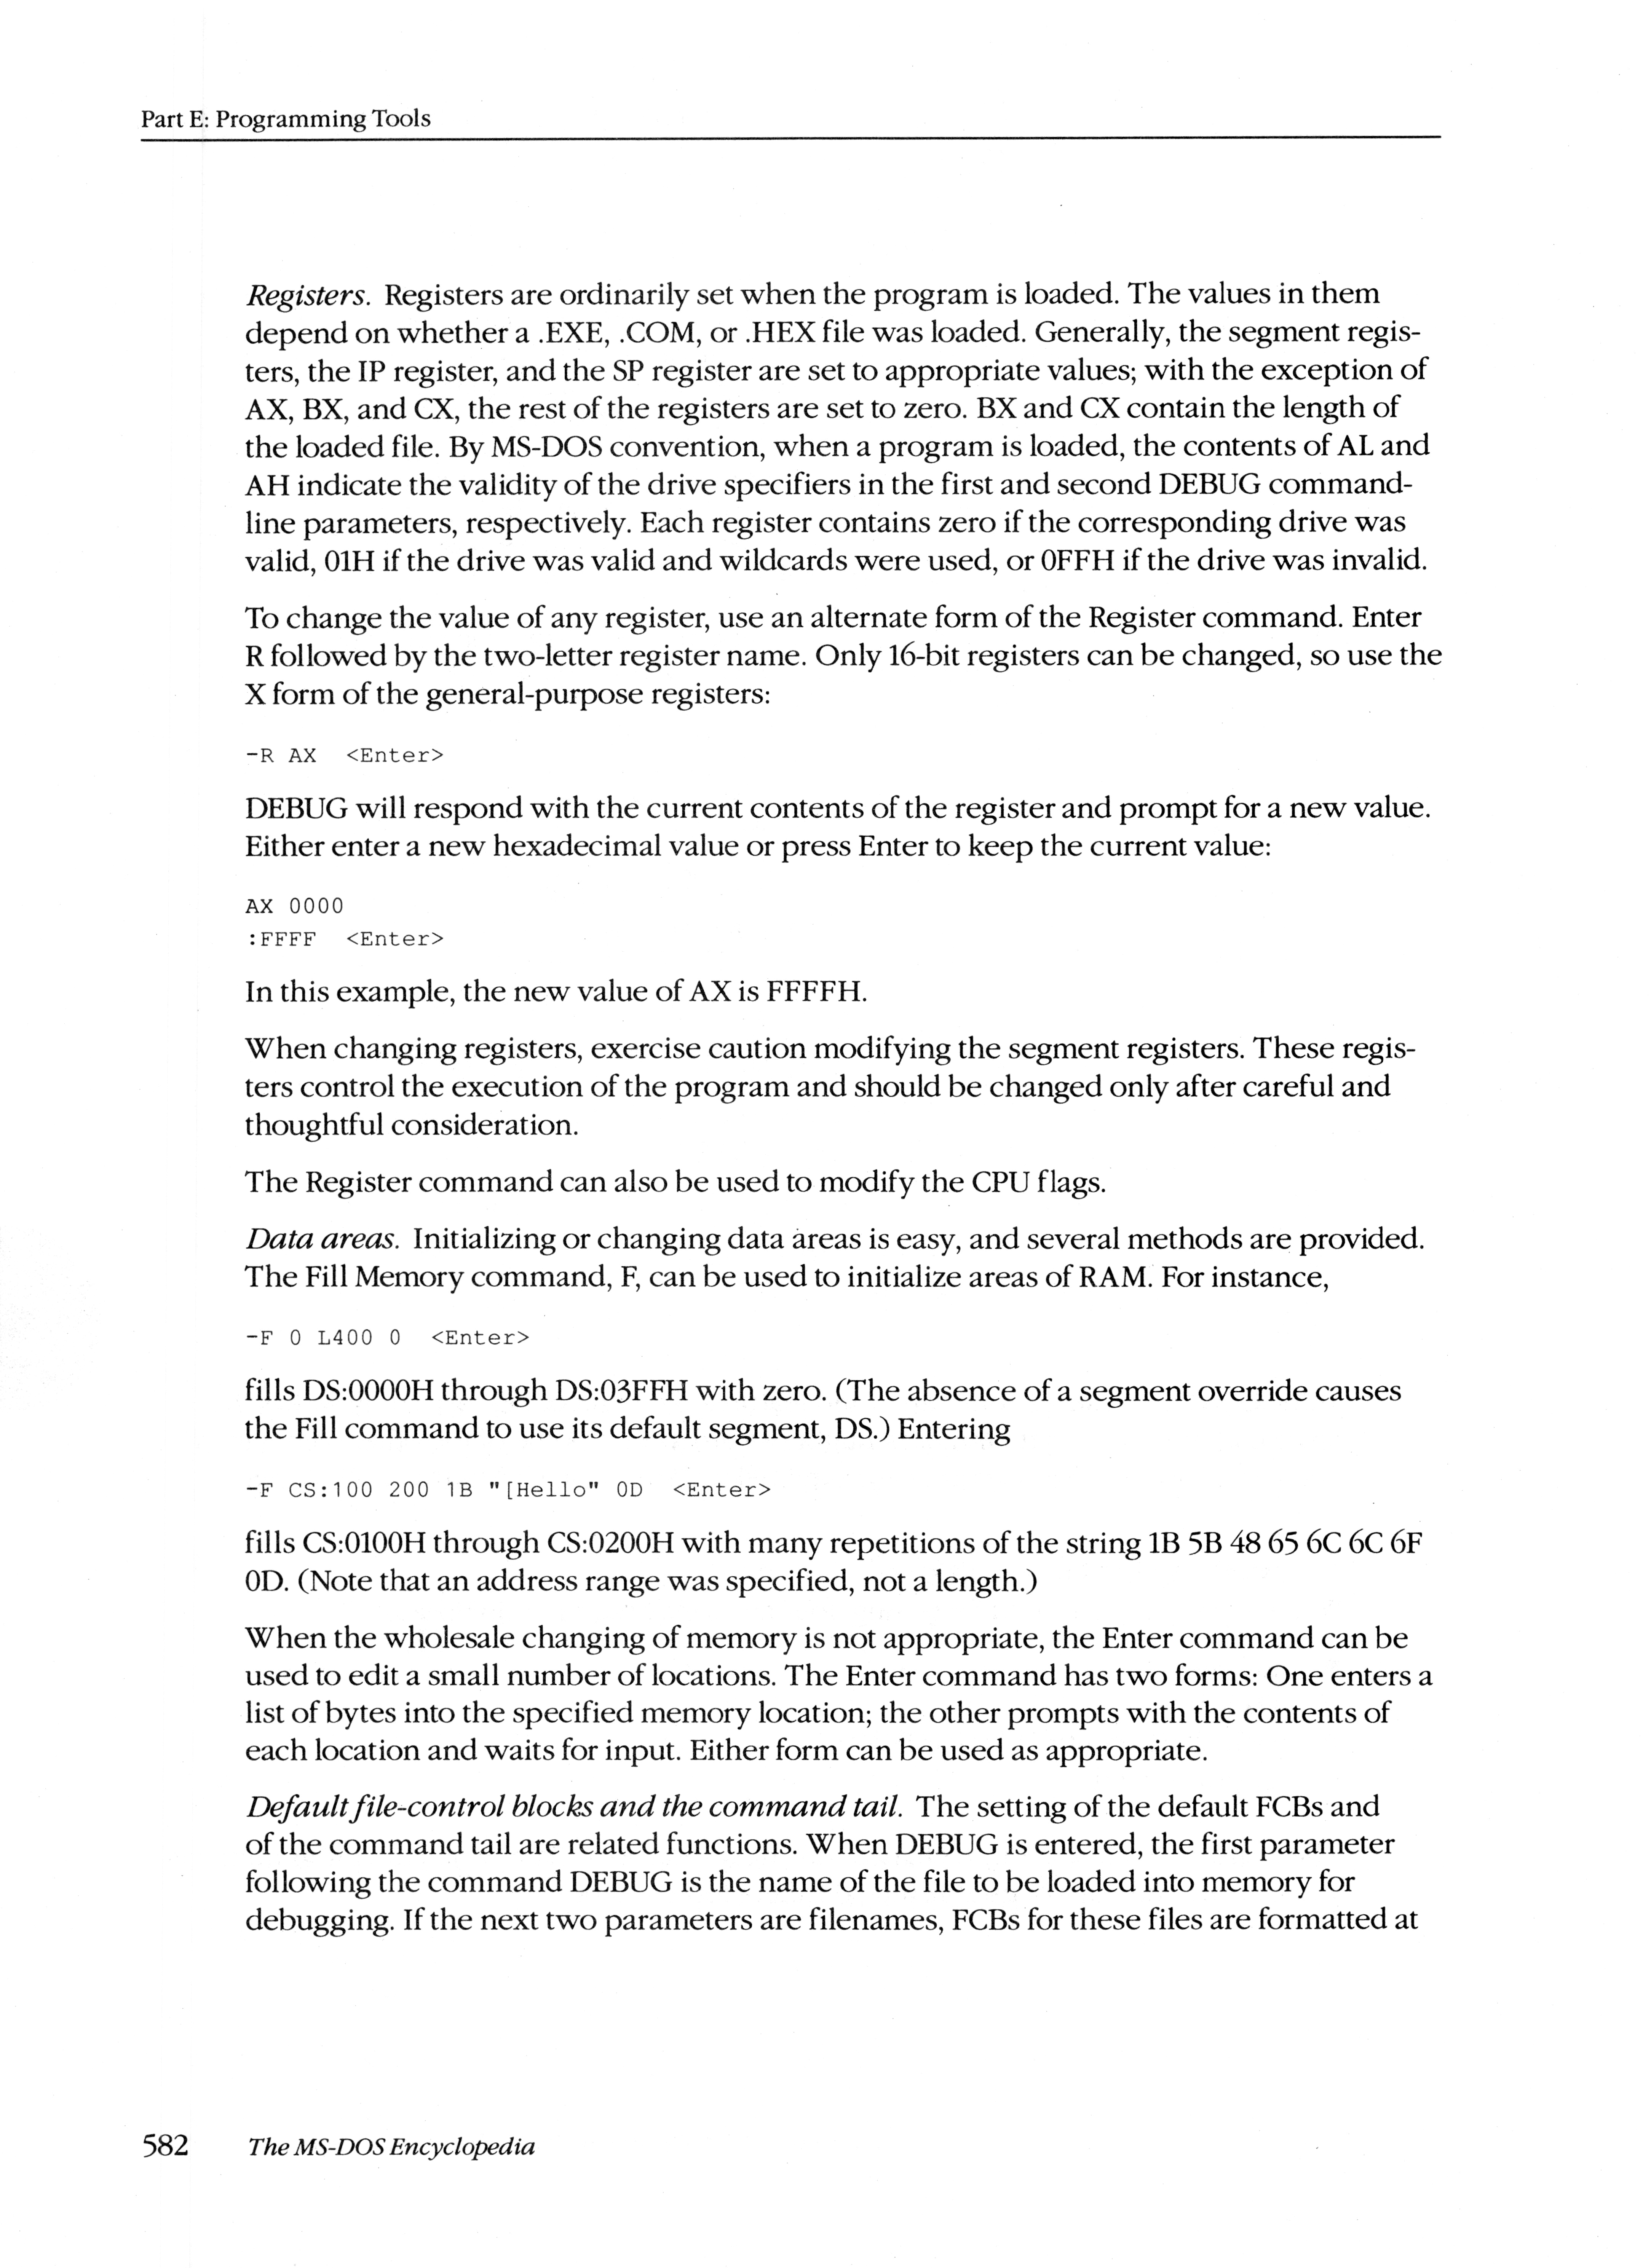 Part E: Programming Tools
Registers. Registers are ordinarily set when the program is loaded. The values in them
depend on whether a .EXE, .COM, or .HEX file was loaded. Generally, the segment regis-
ters, the IP register, and the SP register are set to appropriate values; with the exception of
AX, BX, and CX, the rest of the registers are set to zero. BX and CX contain the length of
the loaded file. By MS-DOS convention, when a program is loaded, the contents of AL and
AH indicate the validity of the drive specifiers in the first and second DEBUG command-
line parameters, respectively. Each register contains zero if the corresponding drive was
valid, 01H if the drive was valid and wildcards were used, or 0FFH if the drive was invalid.
To change the value of any register, use an alternate form of the Register command. Enter
R followed by the two-letter register name. Only 16-bit registers can be changed, so use the
X form of the general-purpose registers:
-R AX <Enter>
DEBUG will respond with the current contents of the register and prompt for a new value.
Either enter a new hexadecimal value or press Enter to keep the current value:
AX 0000
:FFFF <Enter>
In this example, the new value of AX is FFFFH.
When changing registers, exercise caution modifying the segment registers. These regis-
ters control the execution of the program and should be changed only after careful and
thoughtful consideration.
The Register command can also be used to modify the CPU flags.
Data areas. Initializing or changing data areas is easy, and several methods are provided.
The Fill Memory command, F, can be used to initialize areas of RAM. For instance,
-F 0 L400 0 <Enter>
fills DS:0000H through DS:03FFH with zero. (The absence of a segment override causes
the Fill command to use its default segment, DS.) Entering
-F CS:100 200 1B "[Hello" 0D <Enter>
fills CS:0100H through CS:0200H with many repetitions of the string 1B 5B 48 65 6C 6C 6F
0D. (Note that an address range was specified, not a length.)
When the wholesale changing of memory is not appropriate, the Enter command can be
used to edit a small number of locations. The Enter command has two forms: One enters a
list of bytes into the specified memory location; the other prompts with the contents of
each location and waits for input. Either form can be used as appropriate.
Default file-control blocks and the command tail. The setting of the default FCBs and
of the command tail are related functions. When DEBUG is entered, the first parameter
following the command DEBUG is the name of the file to be loaded into memory for
debugging. If the next two parameters are filenames, FCBs for these files are formatted at
582 The MS-DOS Encyclopedia